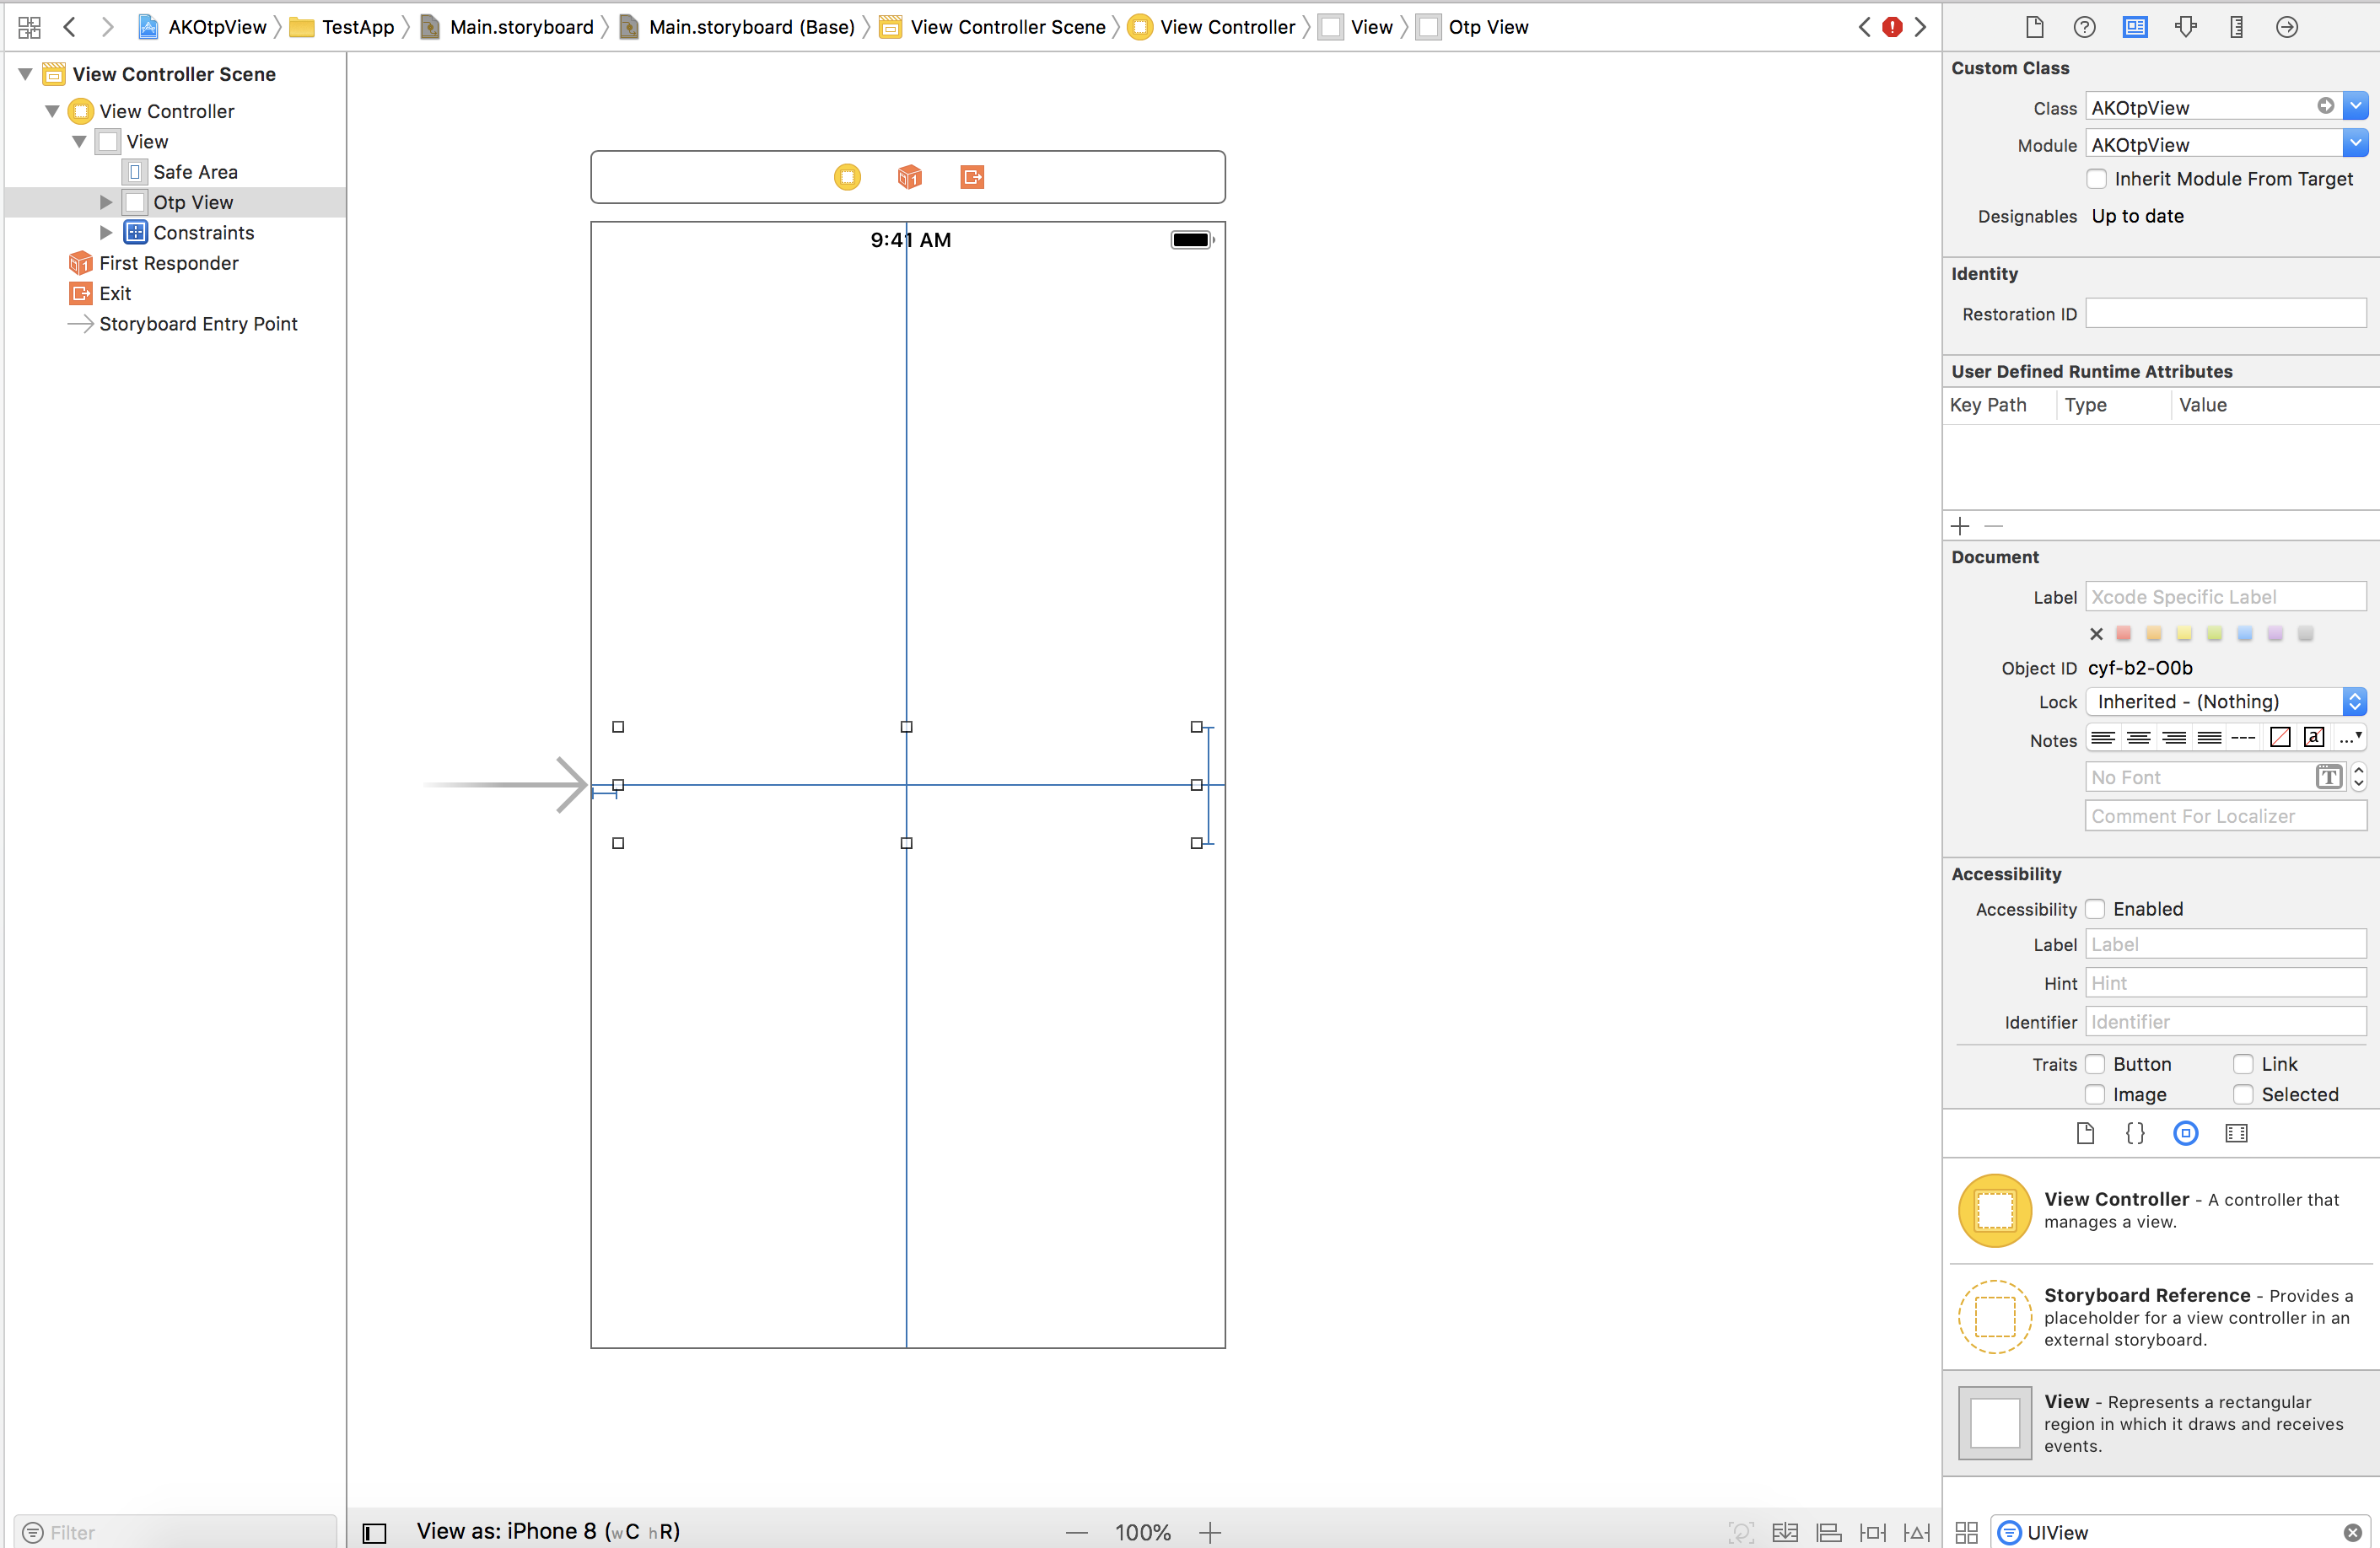 AKOtpView TestApp Main.storyboard Main.storyboard (Base) View Controller Scene View Controller View Otp View
View Controller Scene
View Controller
View
Safe Area
Otp View
Constraints
First Responder
Exit
Storyboard Entry Point
Filter
9:41 AM
View as: iPhone 8 (wC hR)
100%
Custom Class
Class AKOtpView
Module AKOtpView
Inherit Module From Target
Designables Up to date
Identity
Restoration ID
User Defined Runtime Attributes
Key Path Type Value
Document
Label Xcode Specific Label
Object ID cyf-b2-O0b
Lock Inherited - (Nothing)
Notes
No Font
Comment For Localizer
Accessibility
Accessibility Enabled
Label Label
Hint Hint
Identifier Identifier
Traits Button Link
Image Selected
View Controller - A controller that
manages a view.
Storyboard Reference - Provides a
placeholder for a view controller in an
external storyboard.
View - Represents a rectangular
region in which it draws and receives
events.
UIView